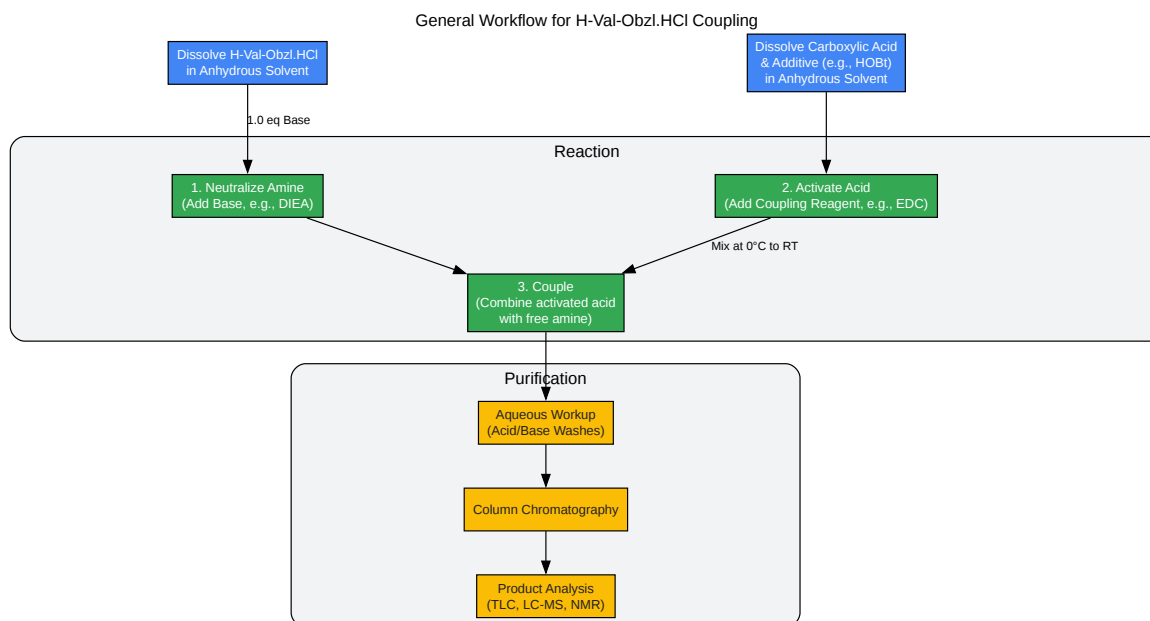 General Workflow for H-Val-Obzl.HCl Coupling
Dissolve H-Val-Obzl.HCl
in Anhydrous Solvent
Dissolve Carboxylic Acid
& Additive (e.g., HOBt)
in Anhydrous Solvent
1.0 eq Base
Reaction
1. Neutralize Amine
(Add Base, e.g., DIEA)
2. Activate Acid
(Add Coupling Reagent, e.g., EDC)
Mix at 0°C to RT
3. Couple
(Combine activated acid
with free amine)
Purification
Aqueous Workup
(Acid/Base Washes)
Column Chromatography
Product Analysis
(TLC, LC-MS, NMR)